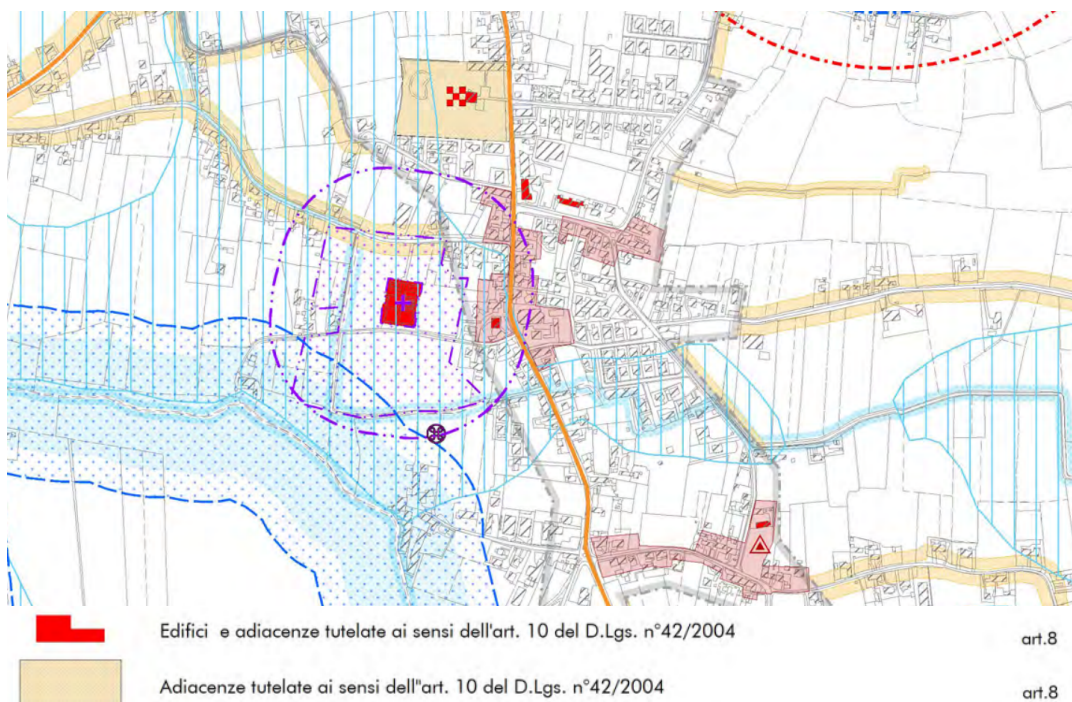 Edifici e adiacenze tutelate ai sensi dell'art. 10 del D.Lgs. n°42/2004 art.8
Adiacenze tutelate ai sensi dell"art. 10 del D.Lgs. n°42/2004 art.8